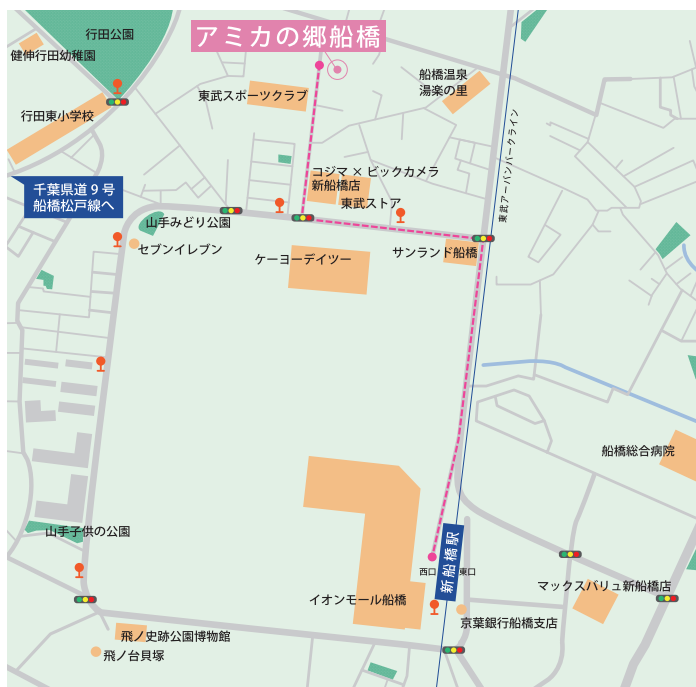 行田公園
アミカの郷船橋
健伸行田幼稚園
船橋温泉
湯楽の里
東武スポーツクラブ
行田東小学校
東武アーバンパークライン
コジマ × ビックカメラ
新船橋店
千葉県道９号
船橋松戸線へ
東武ストア
山手みどり公園
セブンイレブン
ケーヨーデイツー
サンランド船橋
船橋総合病院
山手子供の公園
新船橋駅
西口
東口
マックスバリュ新船橋店
イオンモール船橋
京葉銀行船橋支店
飛ノ史跡公園博物館
飛ノ台貝塚